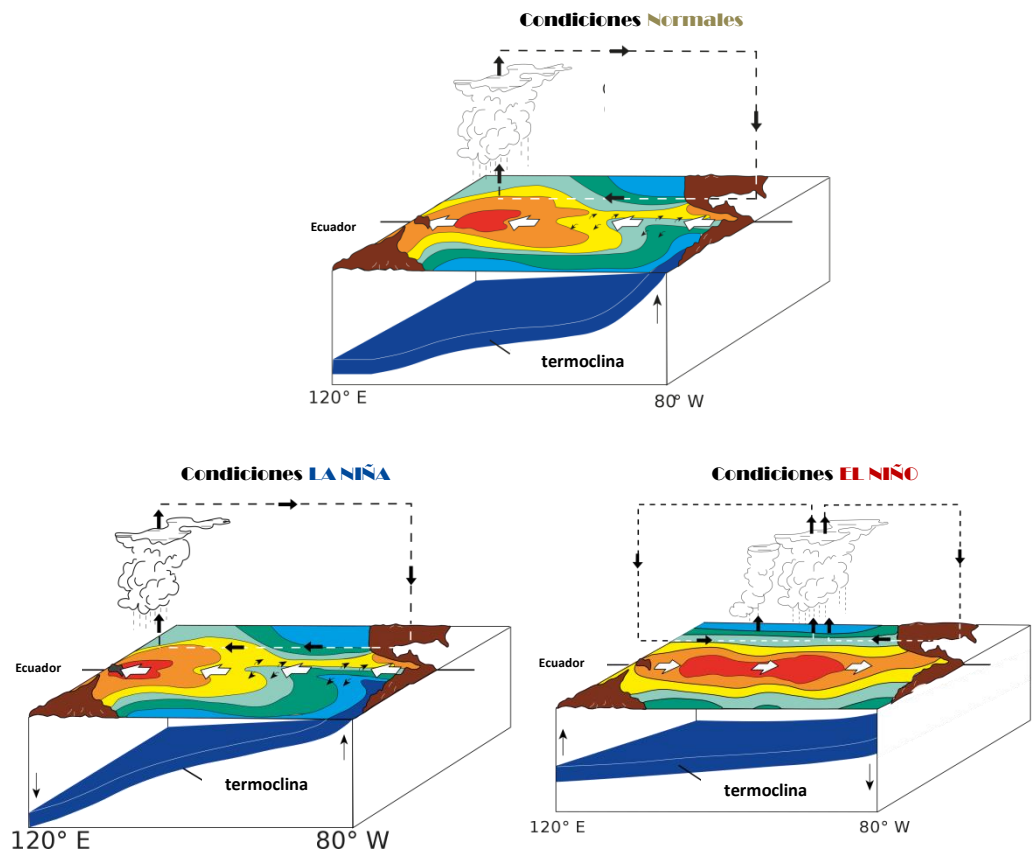 Condiciones Normales
Ecuador
termoclina
120° E
80° W
Condiciones LA NIÑA
Ecuador
termoclina
120° E
80° W
Condiciones EL NIÑO
Ecuador
termoclina
120° E
80° W